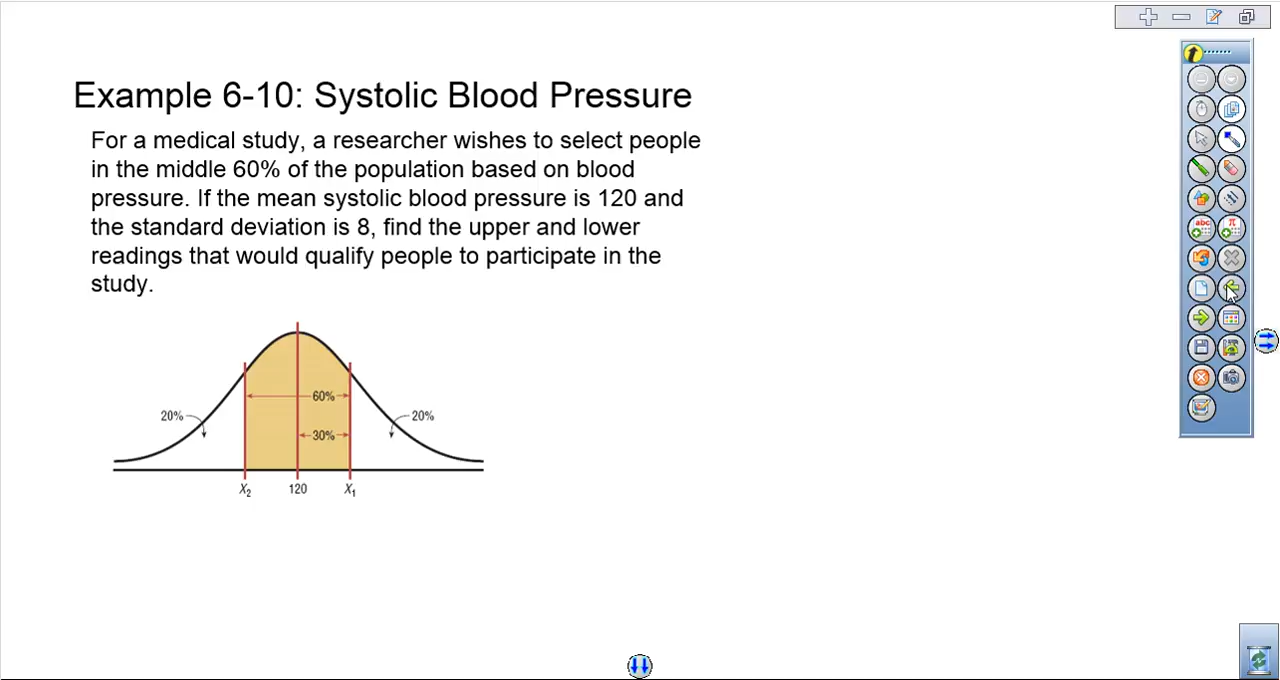 Example 6-10: Systolic Blood Pressure
For a medical study, a researcher wishes to select people
in the middle 60% of the population based on blood
pressure. If the mean systolic blood pressure is 120 and
the standard deviation is 8, find the upper and lower
readings that would qualify people to participate in the
study.
60%
20%
20%
30%
X₂ 120 X₁
abc
π